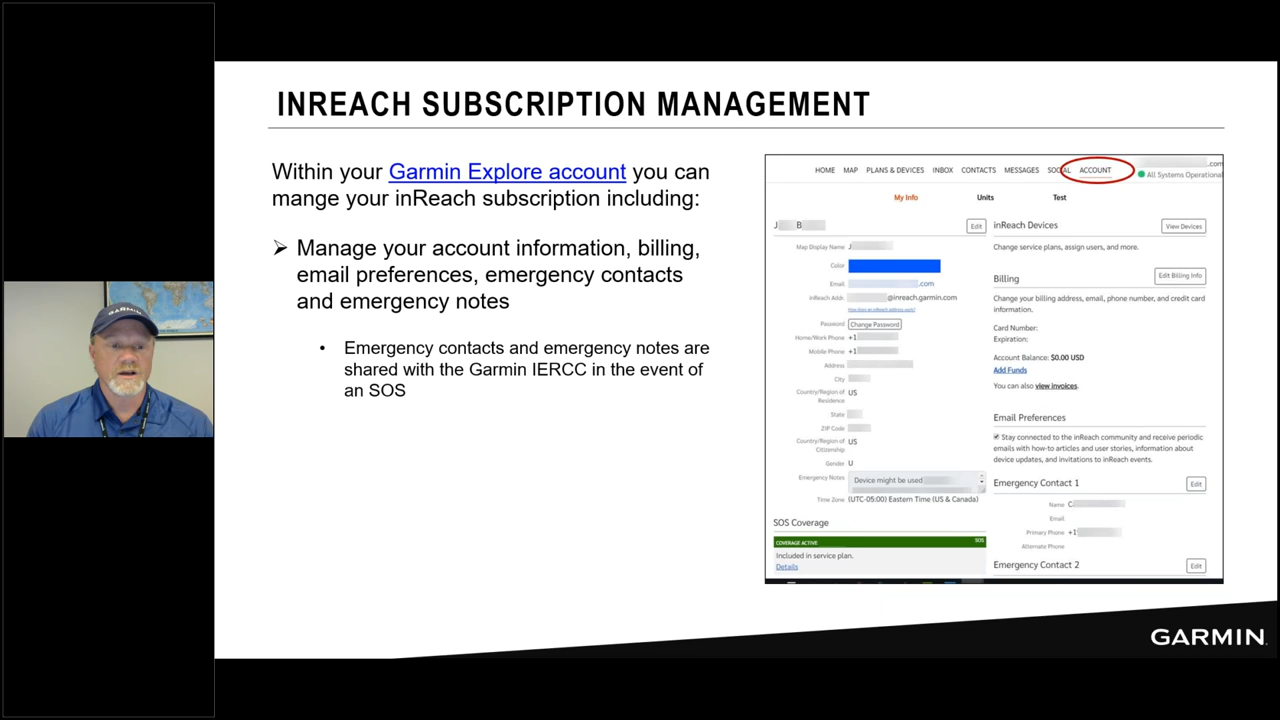 INREACH SUBSCRIPTION MANAGEMENT
Within your Garmin Explore account you can
mange your inReach subscription including:
➢ Manage your account information, billing,
email preferences, emergency contacts
and emergency notes
• Emergency contacts and emergency notes are
shared with the Garmin IERCC in the event of
an SOS
GARMIN
HOME MAP PLANS & DEVICES INBOX CONTACTS MESSAGES SOCIAL ACCOUNT
.com
All Systems Operational
My Info Units Test
J B
Edit
Map Display Name J
Color
Email .com
inReach Addr. @inreach.garmin.com
Password Change Password
Home/Work Phone +1
Mobile Phone +1
Address
City
Country/Region of
Residence US
State
ZIP Code
Country/Region of
Citizenship US
Gender U
Emergency Notes Device might be used
Time Zone (UTC-05:00) Eastern Time (US & Canada)
SOS Coverage
COVERAGE ACTIVE SOS
Included in service plan.
Details
inReach Devices View Devices
Change service plans, assign users, and more.
Billing Edit Billing Info
Change your billing address, email, phone number, and credit card
information.
Card Number:
Expiration:
Account Balance: $0.00 USD
Add Funds
You can also view invoices.
Email Preferences
Stay connected to the inReach community and receive periodic
emails with how-to articles and user stories, information about
device updates, and invitations to inReach events.
Emergency Contact 1 Edit
Name C
Email
Primary Phone +1
Alternate Phone
Emergency Contact 2 Edit
GARMIN